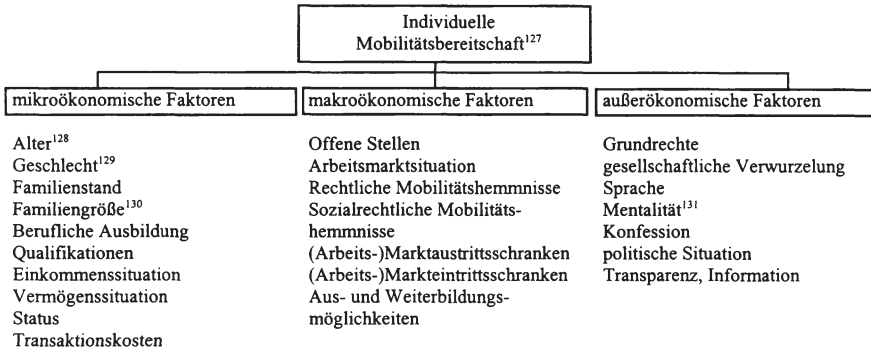 Individuelle
Mobilitätsbereitschaft¹²⁷
mikroökonomische Faktoren
makroökonomische Faktoren
außerökonomische Faktoren
Alter¹²⁸
Geschlecht¹²⁹
Familienstand
Familiengröße¹³⁰
Berufliche Ausbildung
Qualifikationen
Einkommenssituation
Vermögenssituation
Status
Transaktionskosten
Offene Stellen
Arbeitsmarktsituation
Rechtliche Mobilitätshemmnisse
Sozialrechtliche Mobilitäts-
hemmnisse
(Arbeits-)Marktaustrittsschranken
(Arbeits-)Markteintrittsschranken
Aus- und Weiterbildungs-
möglichkeiten
Grundrechte
gesellschaftliche Verwurzelung
Sprache
Mentalität¹³¹
Konfession
politische Situation
Transparenz, Information